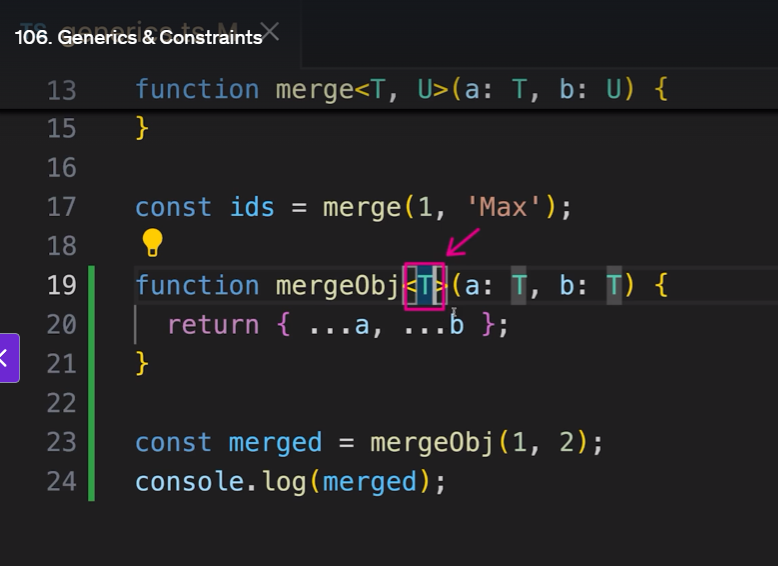 TS generics.ts M
106. Generics & Constraints
13 function merge<T, U>(a: T, b: U) {
15 }
16
17 const ids = merge(1, 'Max');
18
19 function mergeObj<T>(a: T, b: T) {
20 return { ...a, ...b };
21 }
22
23 const merged = mergeObj(1, 2);
24 console.log(merged);